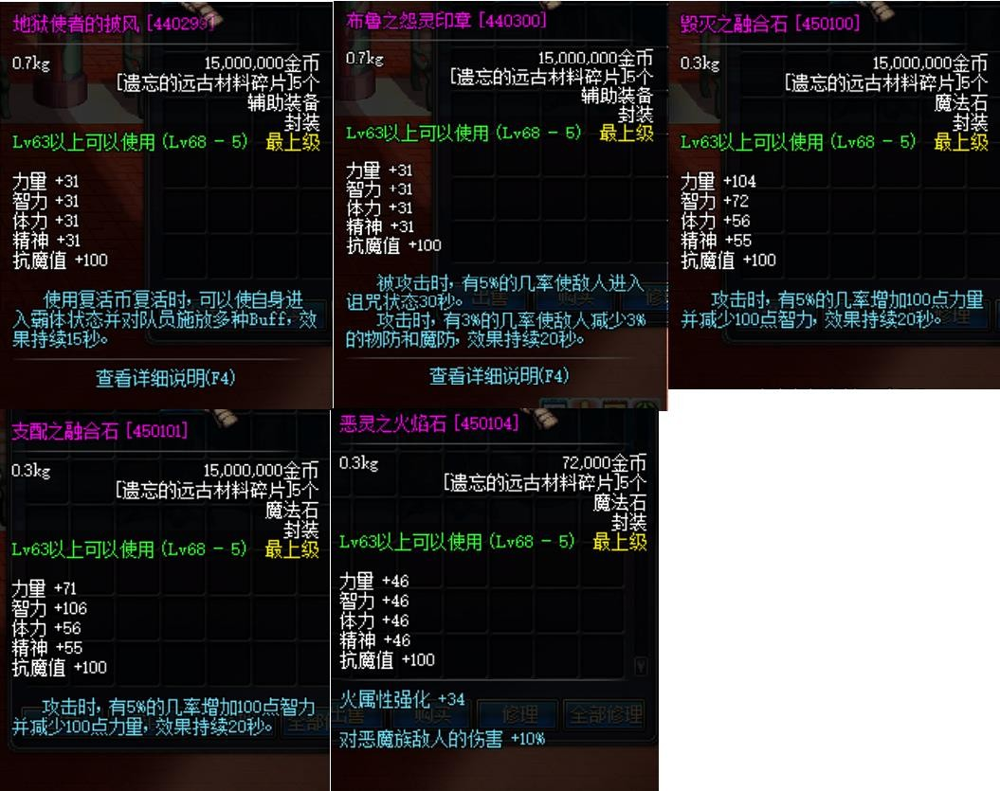 地狱使者的披风 [440299]
0.7kg
15,000,000金币
[遗忘的远古材料碎片]5个
辅助装备
封装
Lv63以上可以使用 (Lv68 - 5) 最上级
力量 +31
智力 +31
体力 +31
精神 +31
抗魔值 +100
使用复活币复活时, 可以使自身进
入霸体状态并对队员施放多种Buff, 效
果持续15秒。
查看详细说明(F4)
布鲁之怨灵印章 [440300]
0.7kg
15,000,000金币
[遗忘的远古材料碎片]5个
辅助装备
封装
Lv63以上可以使用 (Lv68 - 5) 最上级
力量 +31
智力 +31
体力 +31
精神 +31
抗魔值 +100
被攻击时, 有5%的几率使敌人进入
诅咒状态30秒。
攻击时, 有3%的几率使敌人减少3%
的物防和魔防, 效果持续20秒。
查看详细说明(F4)
毁灭之融合石 [450100]
0.3kg
15,000,000金币
[遗忘的远古材料碎片]5个
魔法石
封装
Lv63以上可以使用 (Lv68 - 5) 最上级
力量 +104
智力 +72
体力 +56
精神 +55
抗魔值 +100
攻击时, 有5%的几率增加100点力量
并减少100点智力, 效果持续20秒。
支配之融合石 [450101]
0.3kg
15,000,000金币
[遗忘的远古材料碎片]5个
魔法石
封装
Lv63以上可以使用 (Lv68 - 5) 最上级
力量 +71
智力 +106
体力 +56
精神 +55
抗魔值 +100
攻击时, 有5%的几率增加100点智力
并减少100点力量, 效果持续20秒。
恶灵之火焰石 [450104]
0.3kg
72,000金币
[遗忘的远古材料碎片]5个
魔法石
封装
Lv63以上可以使用 (Lv68 - 5) 最上级
力量 +46
智力 +46
体力 +46
精神 +46
抗魔值 +100
火属性强化 +34
购买 修理 全部修理
对恶魔族敌人的伤害 +10%